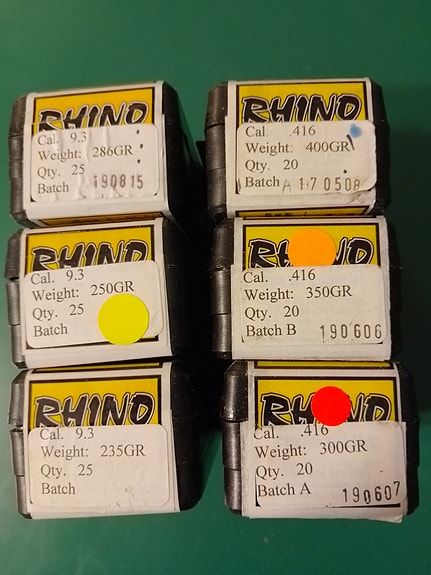 RHINO
Cal. 9.3
Weight: 286GR
Qty. 25
Batch 190815
RHINO
Cal. .416
Weight: 400GR
Qty. 20
Batch A 170508
RHINO
Cal. 9.3
Weight: 250GR
Qty. 25
Batch
RHINO
Cal. .416
Weight: 350GR
Qty. 20
Batch B 190606
RHINO
Cal. 9.3
Weight: 235GR
Qty. 25
Batch
RHINO
Cal. .416
Weight: 300GR
Qty. 20
Batch A 190607